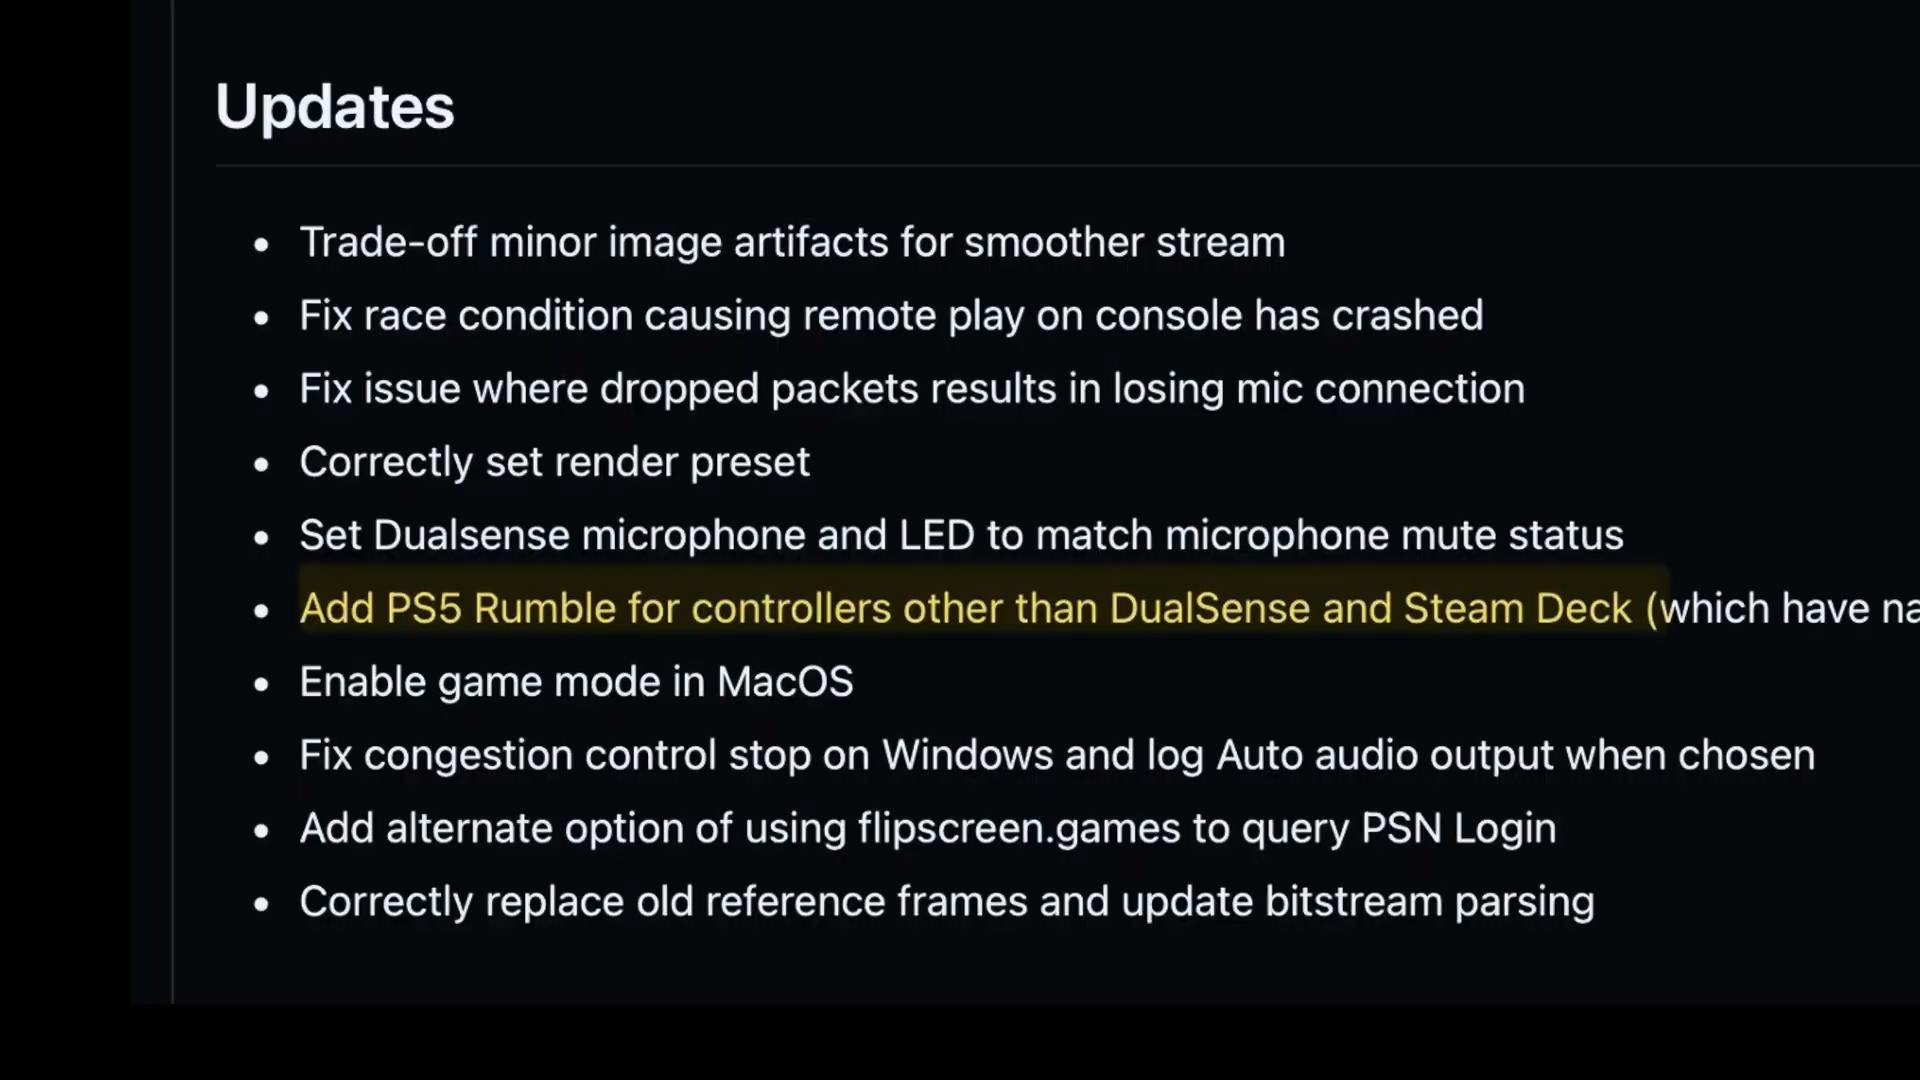 Updates
Trade-off minor image artifacts for smoother stream
Fix race condition causing remote play on console has crashed
Fix issue where dropped packets results in losing mic connection
Correctly set render preset
Set Dualsense microphone and LED to match microphone mute status
Add PS5 Rumble for controllers other than DualSense and Steam Deck (which have
Enable game mode in MacOS
Fix congestion control stop on Windows and log Auto audio output when chosen
Add alternate option of using flipscreen.games to query PSN Login
Correctly replace old reference frames and update bitstream parsing